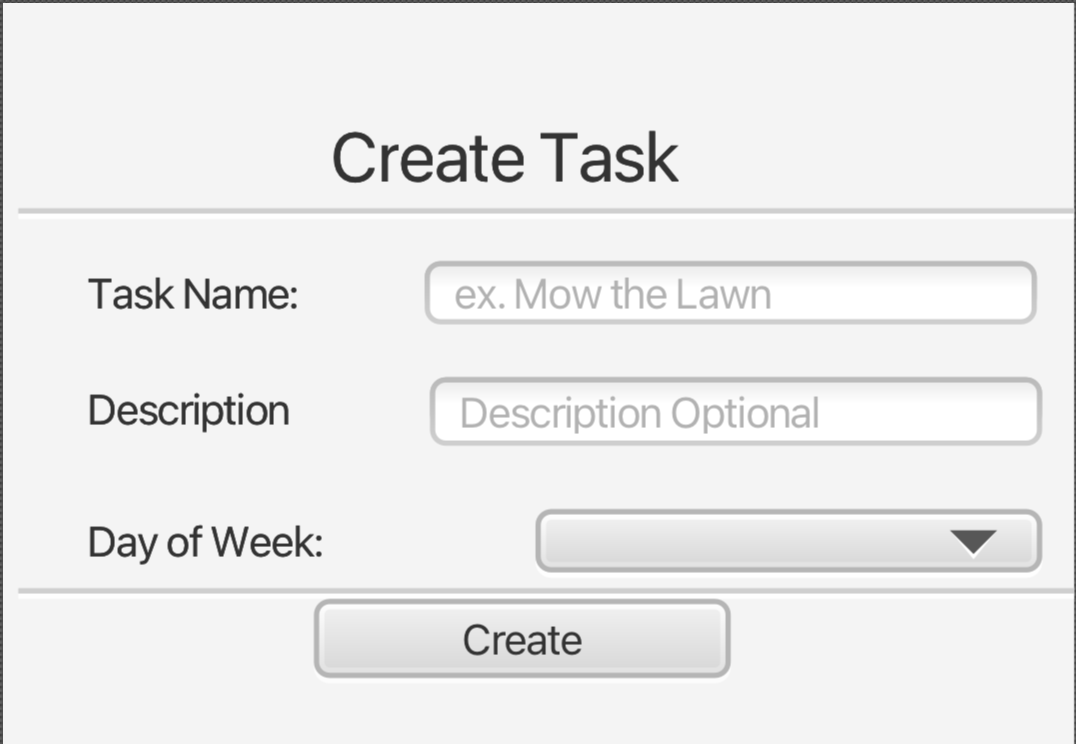 Create Task
Task Name: ex. Mow the Lawn
Description Description Optional
Day of Week:
Create